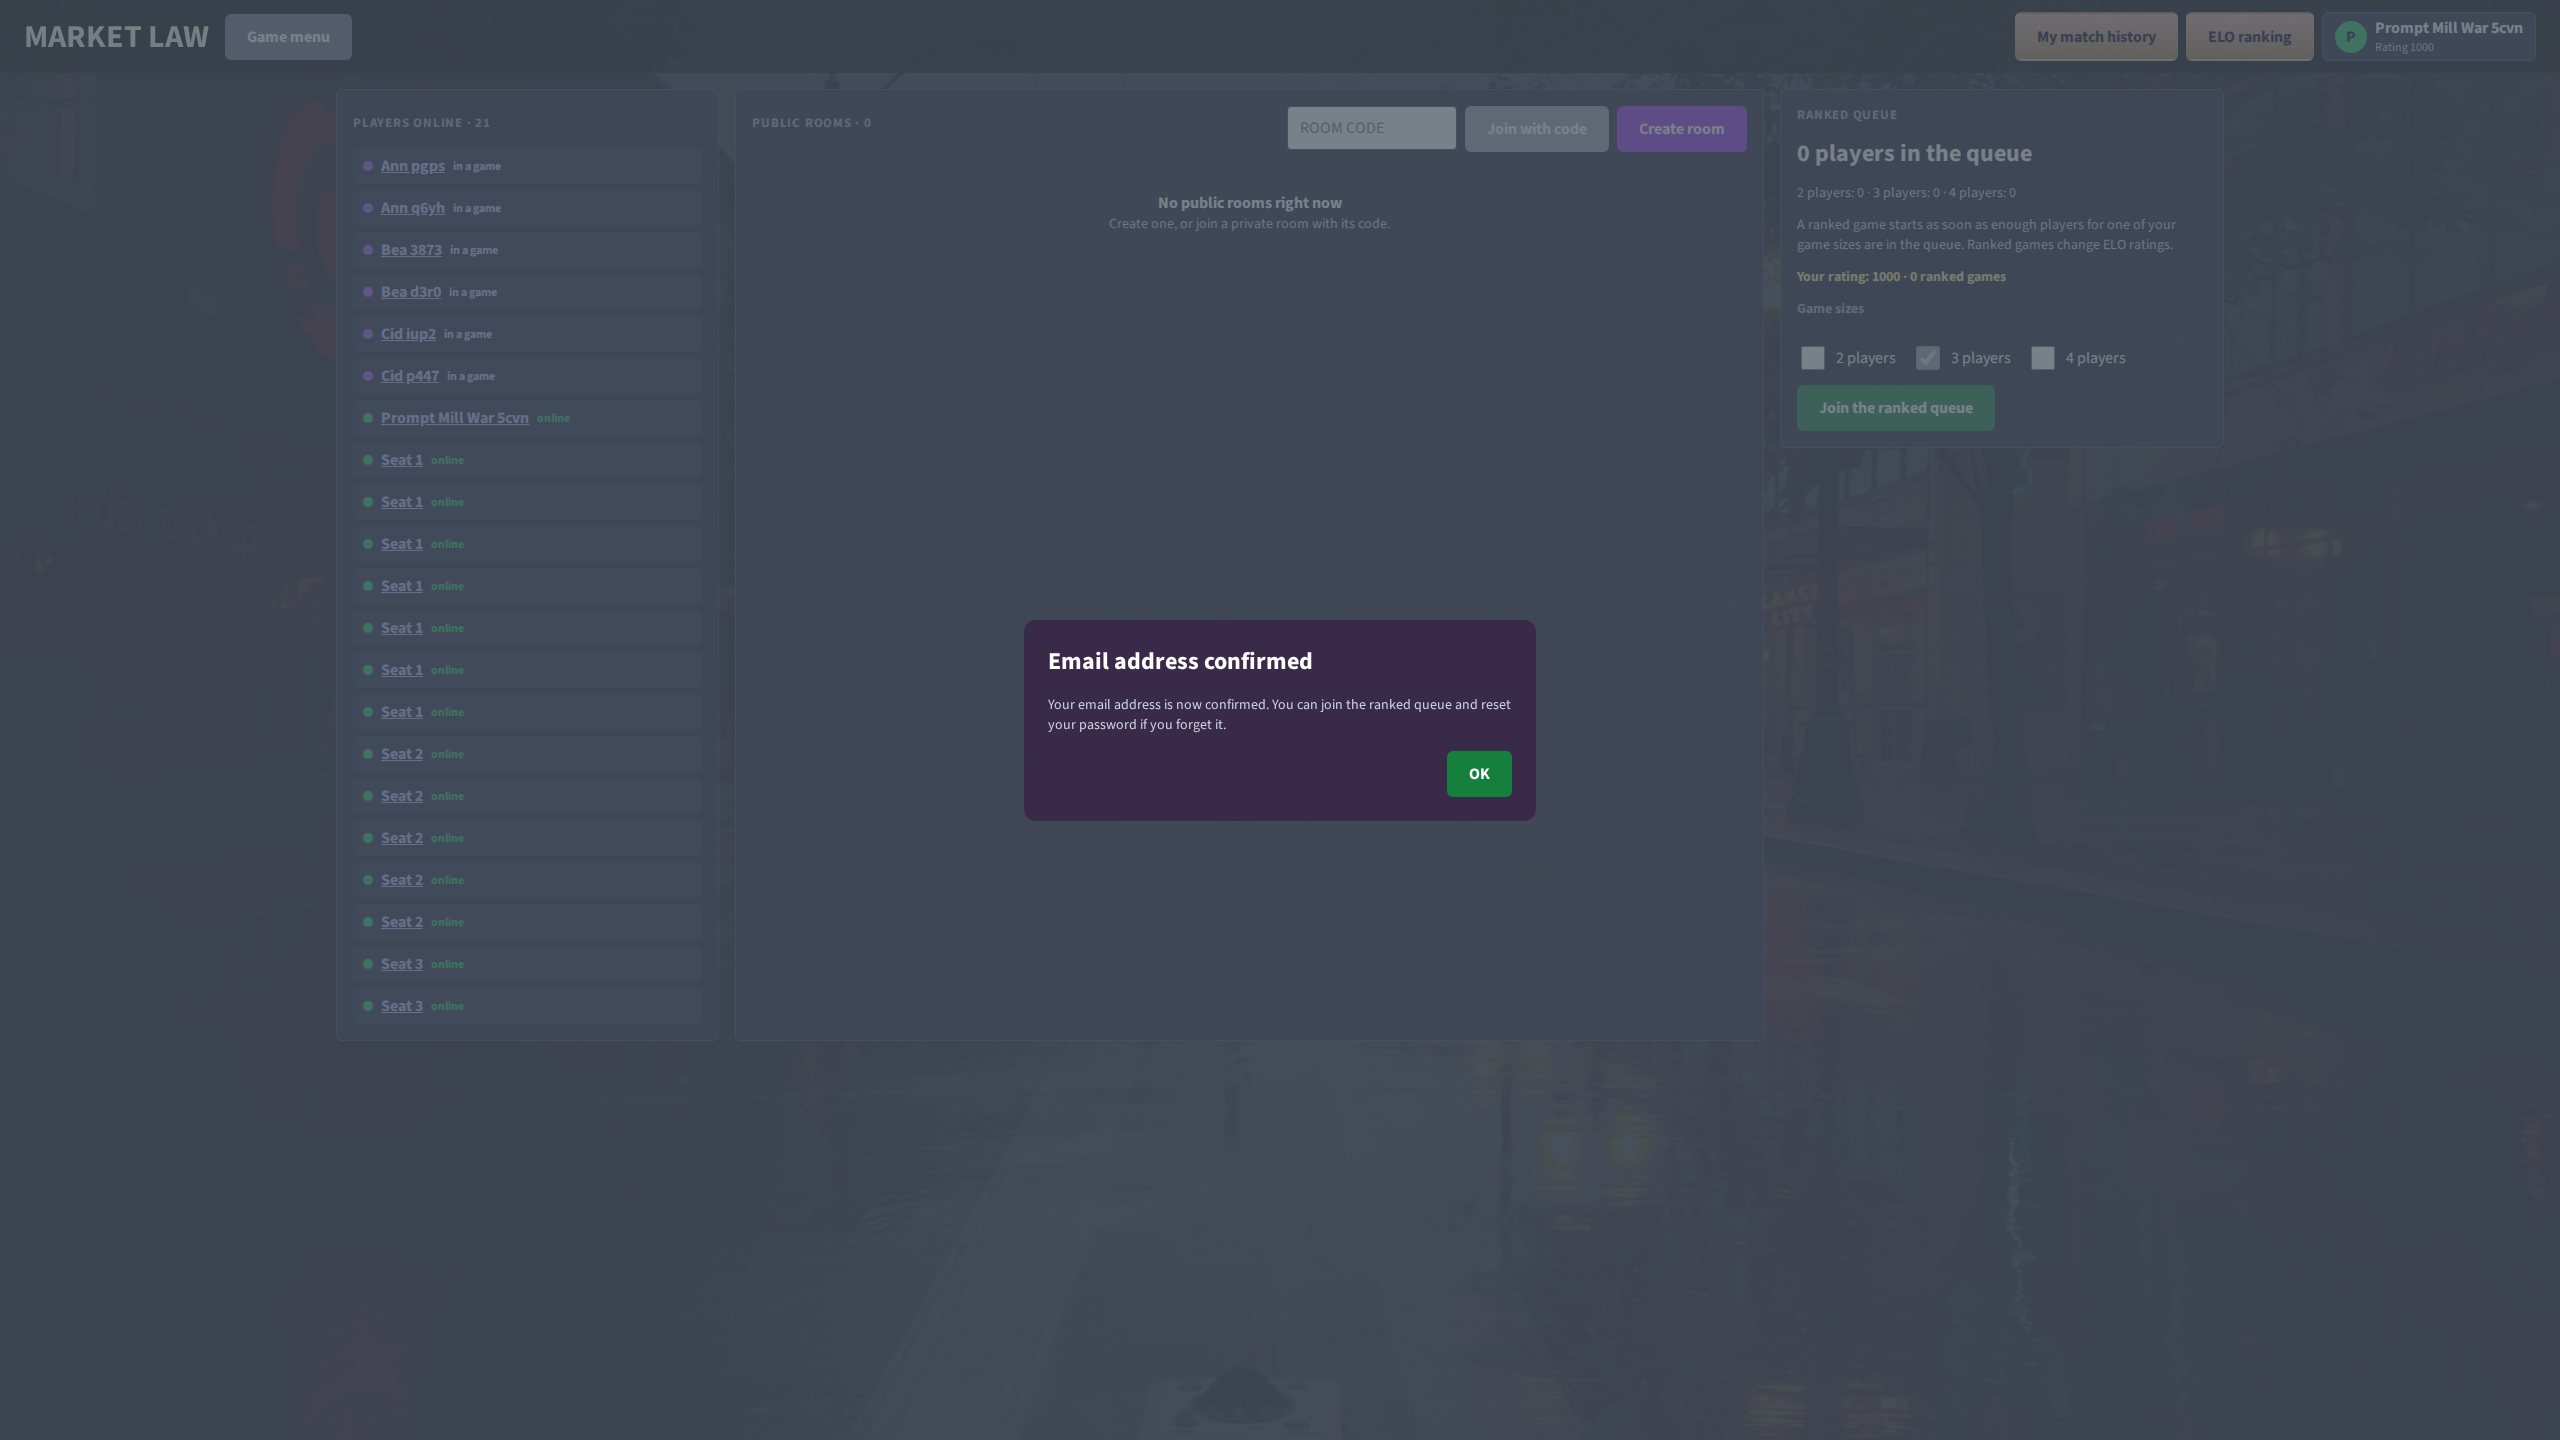 MARKET LAW
Game menu
My match history
ELO ranking
P
Prompt Mill War 5cvn
Rating 1000
PLAYERS ONLINE · 21
Ann pgps in a game
Ann q6yh in a game
Bea 3873 in a game
Bea d3r0 in a game
Cid iup2 in a game
Cid p447 in a game
Prompt Mill War 5cvn online
Seat 1 online
Seat 1 online
Seat 1 online
Seat 1 online
Seat 1 online
Seat 1 online
Seat 1 online
Seat 2 online
Seat 2 online
Seat 2 online
Seat 2 online
Seat 2 online
Seat 3 online
Seat 3 online
PUBLIC ROOMS · 0
ROOM CODE
Join with code
Create room
No public rooms right now
Create one, or join a private room with its code.
RANKED QUEUE
0 players in the queue
2 players: 0 · 3 players: 0 · 4 players: 0
A ranked game starts as soon as enough players for one of your
game sizes are in the queue. Ranked games change ELO ratings.
Your rating: 1000 · 0 ranked games
Game sizes
2 players
3 players
4 players
Join the ranked queue
Email address confirmed
Your email address is now confirmed. You can join the ranked queue and reset
your password if you forget it.
OK
order pickup